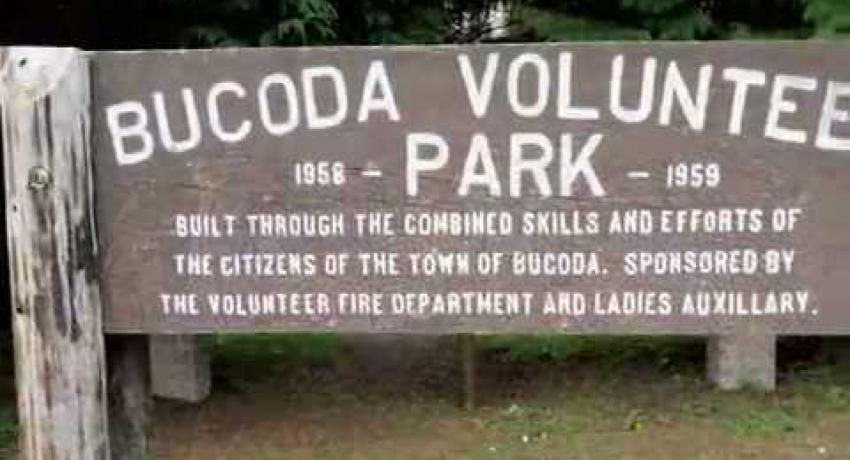 BUCODA VOLUNTEE
1958 - PARK - 1959
BUILT THROUGH THE COMBINED SKILLS AND EFFORTS OF
THE CITIZENS OF THE TOWN OF BUCODA. SPONSORED BY
THE VOLUNTEER FIRE DEPARTMENT AND LADIES AUXILLARY.